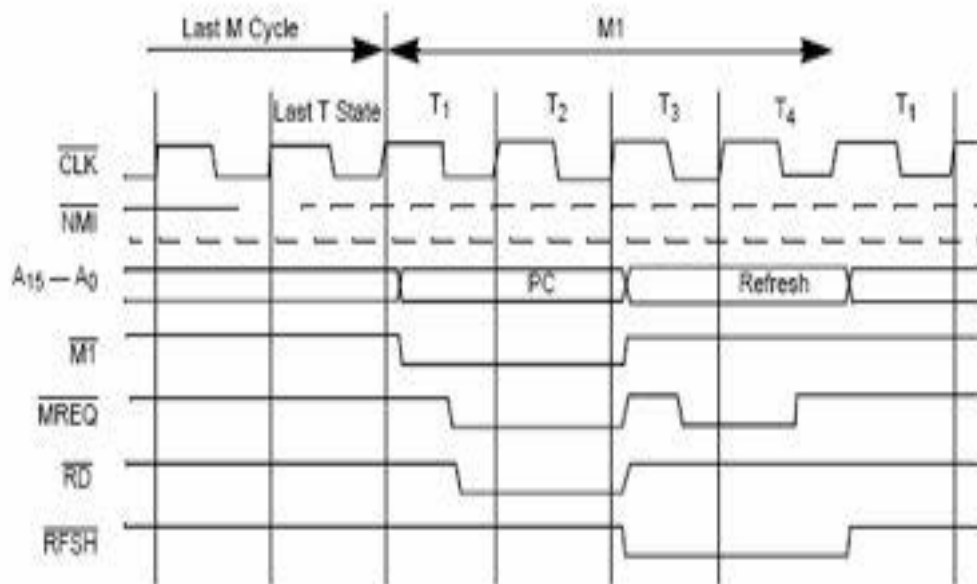 Last M Cycle M1
Last T State T₁ T₂ T₃ T₄ T₁
CLK
NMI
A₁₅ — A₀ PC Refresh
M1
MREQ
RD
RFSH